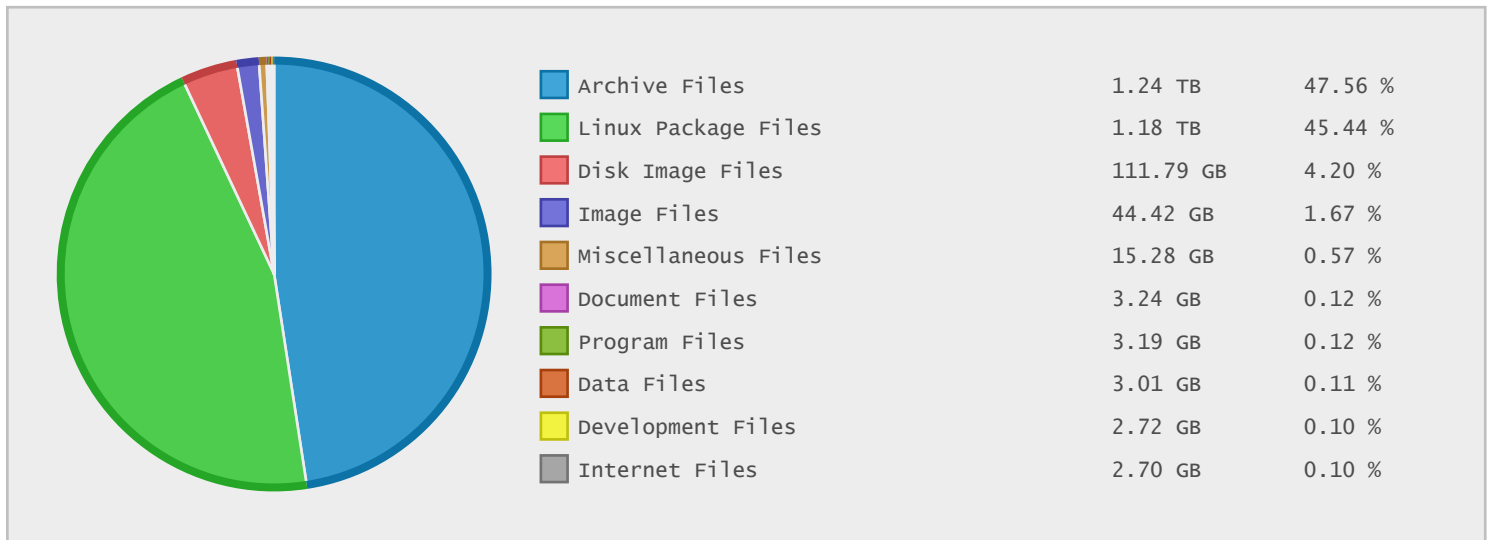 Archive Files 1.24 TB 47.56 %
Linux Package Files 1.18 TB 45.44 %
Disk Image Files 111.79 GB 4.20 %
Image Files 44.42 GB 1.67 %
Miscellaneous Files 15.28 GB 0.57 %
Document Files 3.24 GB 0.12 %
Program Files 3.19 GB 0.12 %
Data Files 3.01 GB 0.11 %
Development Files 2.72 GB 0.10 %
Internet Files 2.70 GB 0.10 %